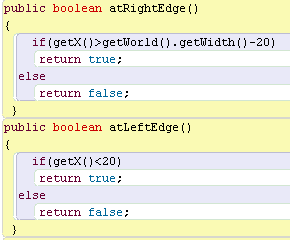 public boolean atRightEdge()
{
if(getX()>getWorld().getWidth()-20)
return true;
else
return false;
}
public boolean atLeftEdge()
{
if(getX()<20)
return true;
else
return false;
}